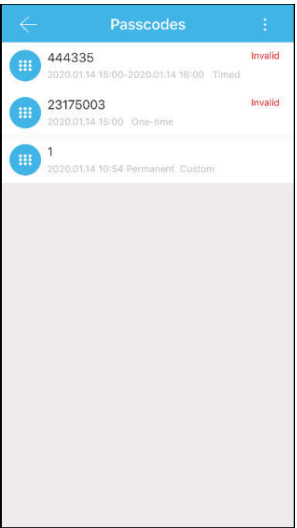 Passcodes
444335
Invalid
2020.01.14 15:00-2020.01.14 16:00 Timed
23175003
Invalid
2020.01.14 15:00 One-time
1
2020.01.14 10:54 Permanent Custom